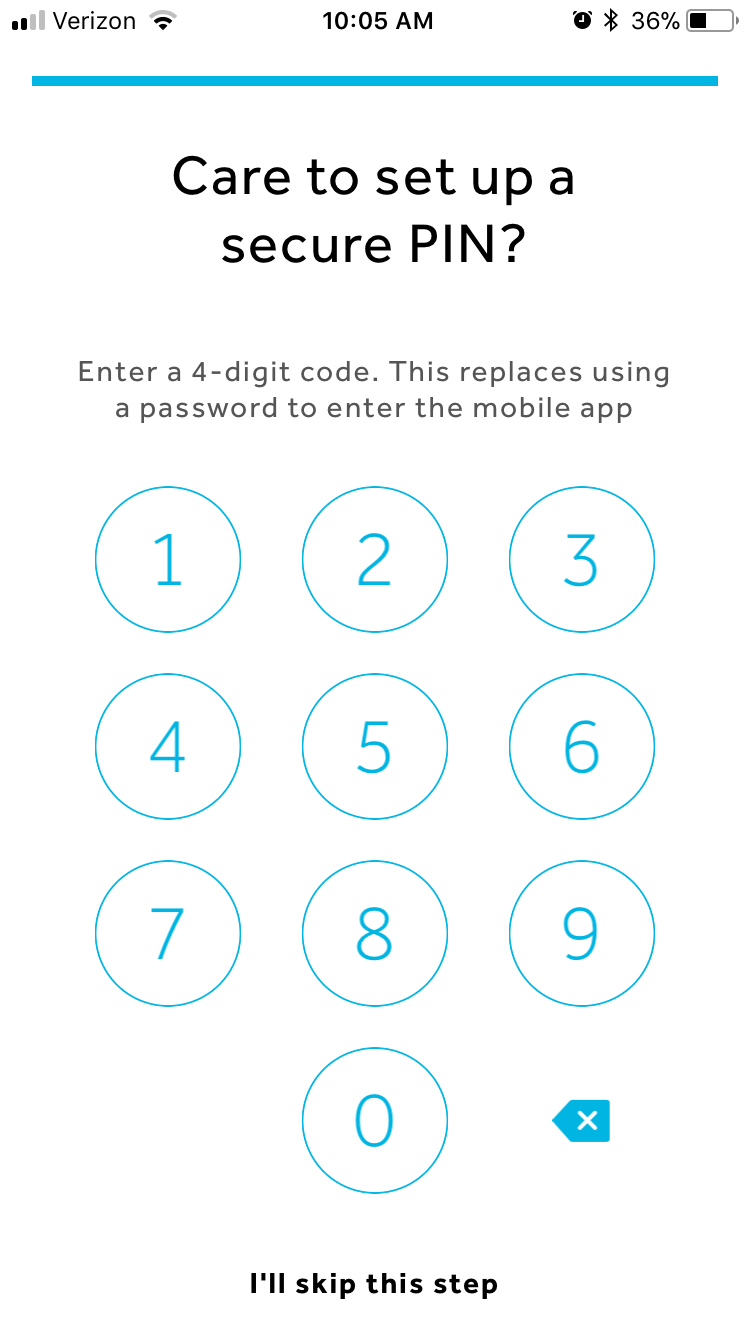 Verizon 10:05 AM 36%
Care to set up a
secure PIN?
Enter a 4-digit code. This replaces using
a password to enter the mobile app
1 2 3
4 5 6
7 8 9
0
I'll skip this step